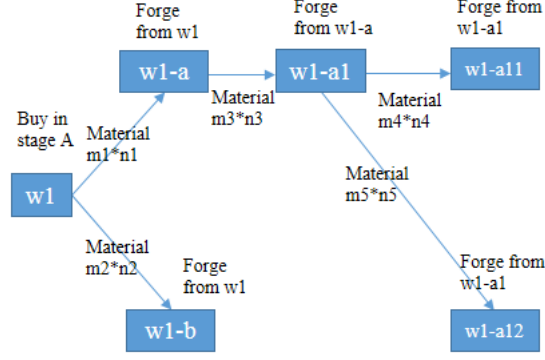 Forge
from w1
w1-a
Forge
from w1-a
w1-a1
Forge from
w1-a1
w1-a11
Material
m3*n3
Material
m4*n4
Buy in
stage A
w1
Material
m1*n1
Material
m5*n5
Material
m2*n2
Forge
from w1
w1-b
Forge from
w1-a1
w1-a12